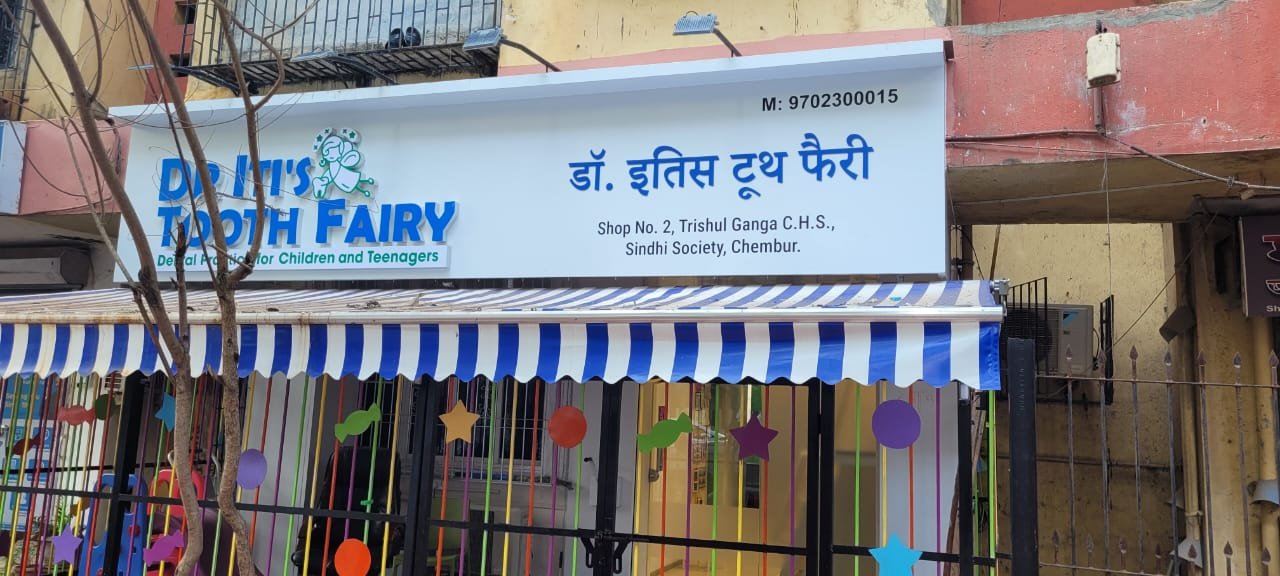 DR ITI'S
TOOTH FAIRY
Dental Practice for Children and Teenagers
M: 9702300015
डॉ. इतिस टूथ फैरी
Shop No. 2, Trishul Ganga C.H.S.,
Sindhi Society, Chembur.